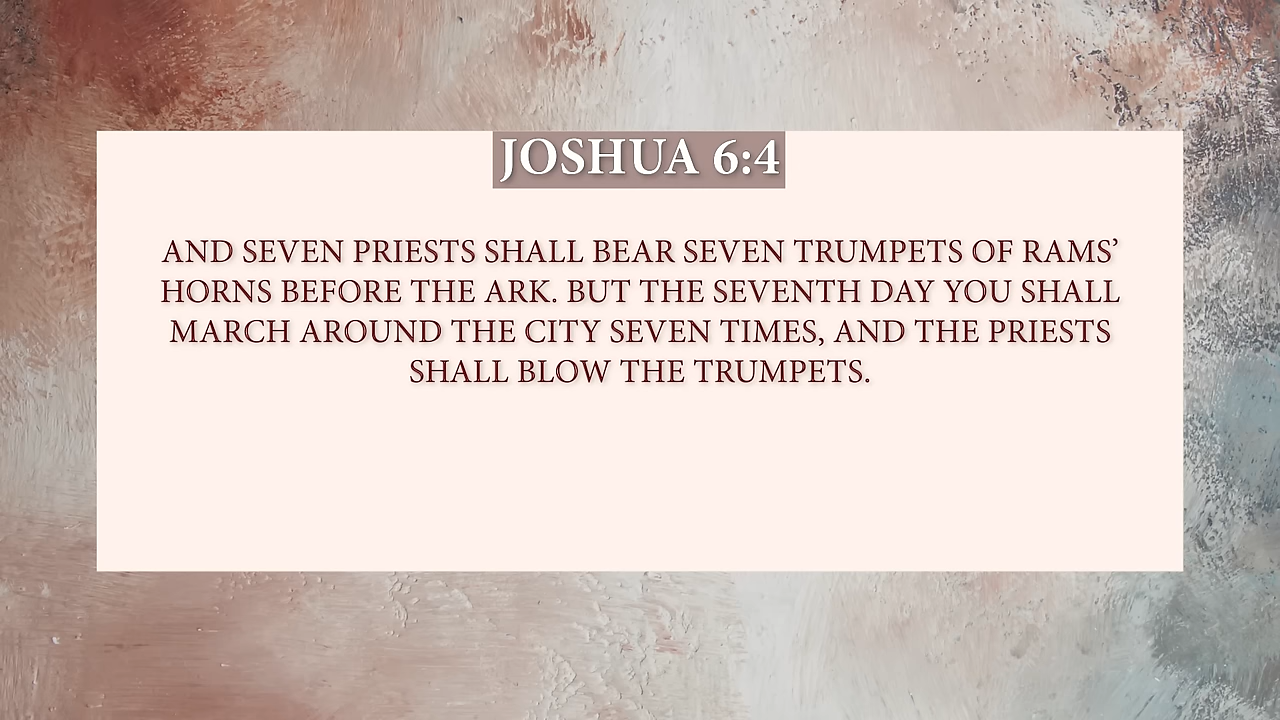 JOSHUA 6:4
AND SEVEN PRIESTS SHALL BEAR SEVEN TRUMPETS OF RAMS’
HORNS BEFORE THE ARK. BUT THE SEVENTH DAY YOU SHALL
MARCH AROUND THE CITY SEVEN TIMES, AND THE PRIESTS
SHALL BLOW THE TRUMPETS.